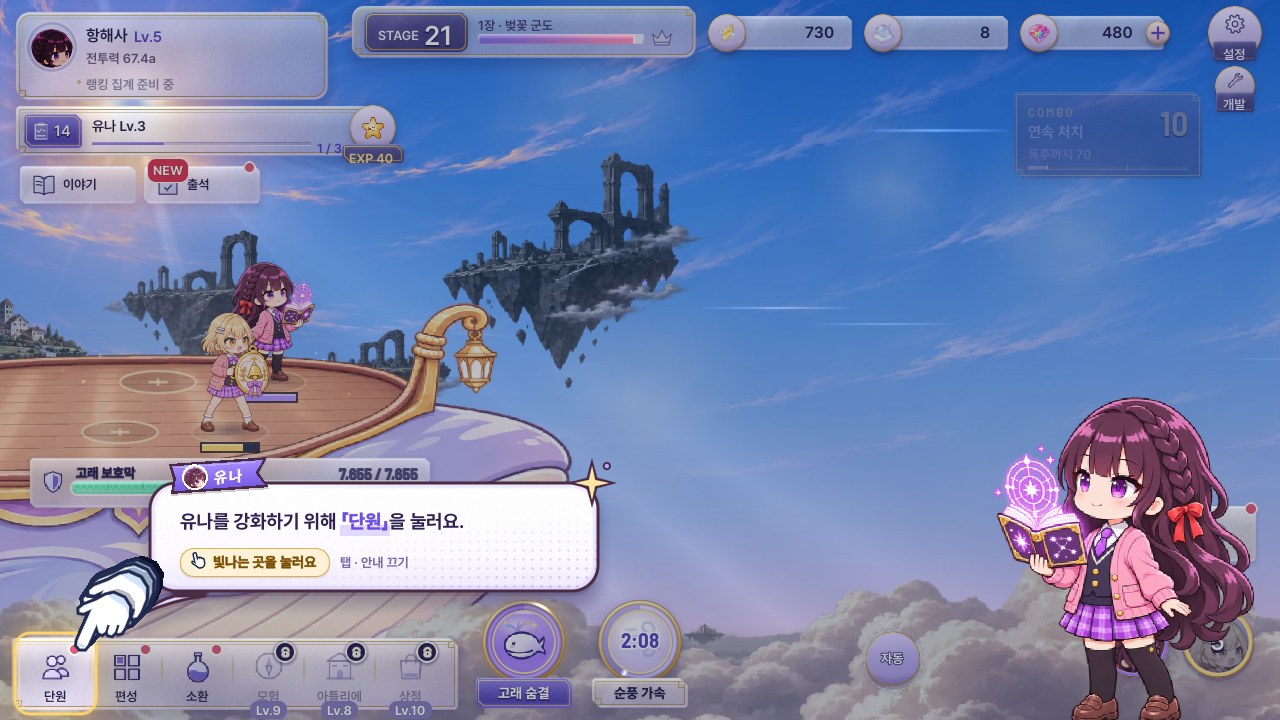 항해사 Lv.5
전투력 67.4a
* 랭킹 집계 준비 중
STAGE 21
1장 · 벚꽃 군도
730
8
480
설정
개발
14
유나 Lv.3
1 / 3
EXP 40
이야기
NEW
출석
COMBO
연속 처치
10
폭주까지 70
고래 보호막
7,655 / 7,655
유나
유나를 강화하기 위해 「단원」을 눌러요.
빛나는 곳을 눌러요
탭 · 안내 끄기
단원
편성
소환
모험
Lv.9
아틀리에
Lv.8
상점
Lv.10
고래 숨결
2:08
순풍 가속
자동